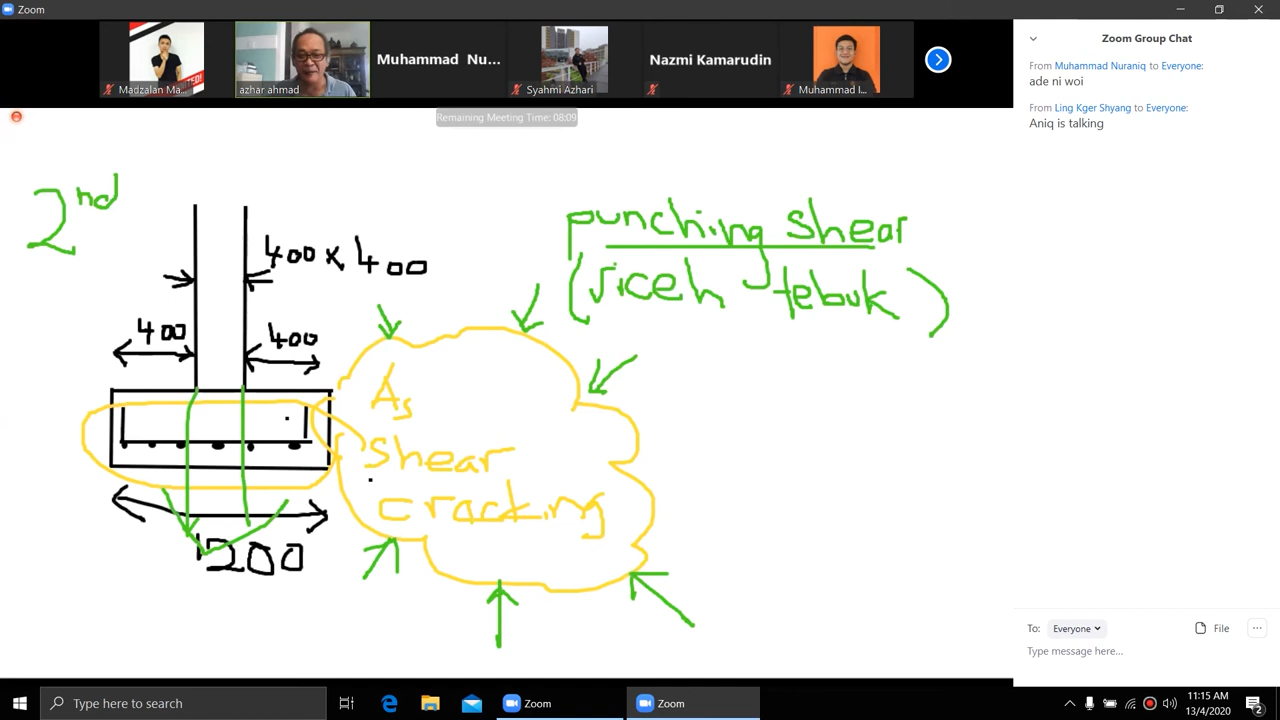 Zoom
Madzalan Ma...
azhar ahmad
Muhammad Nu...
Syahmi Azhari
Nazmi Kamarudin
Muhammad I...
Remaining Meeting Time: 08:09
2nd
400 x 400
400
400
1200
punching shear
(ricih tebuk)
As
shear
cracking
Zoom Group Chat
From Muhammad Nuraniq to Everyone:
ade ni woi
From Ling Kger Shyang to Everyone:
Aniq is talking
To: Everyone
File
Type message here...
Type here to search
Zoom
Zoom
11:15 AM
13/4/2020
2